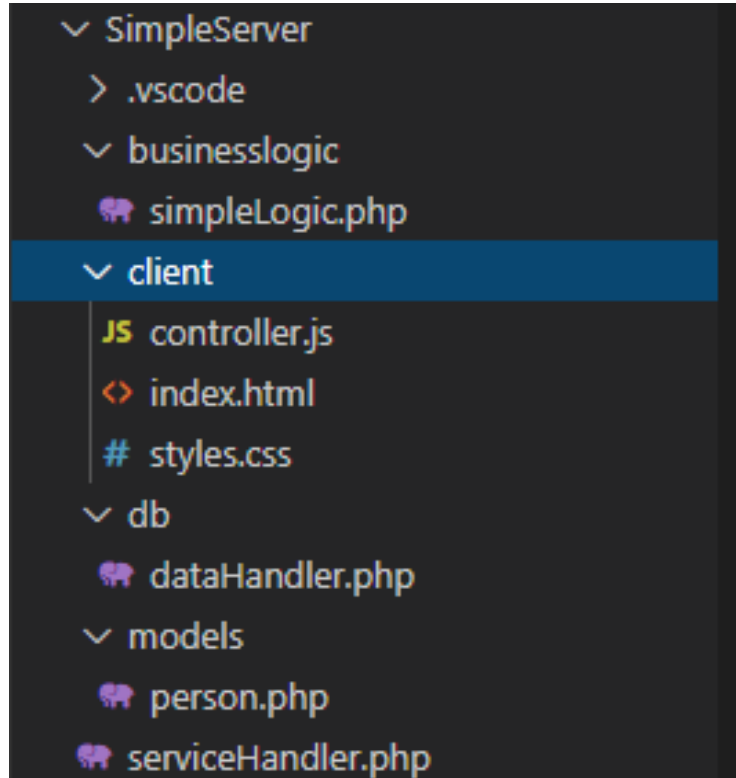 SimpleServer
.vscode
businesslogic
simpleLogic.php
client
JS controller.js
<> index.html
# styles.css
db
dataHandler.php
models
person.php
serviceHandler.php